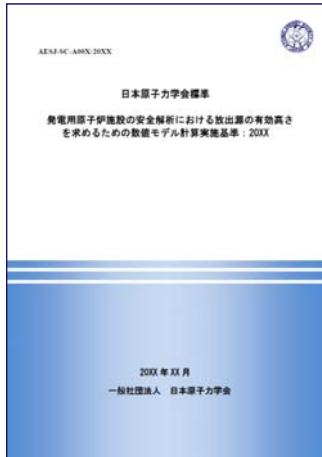 AESJ-SC-A00X:20XX
日本原子力学会標準
発電用原子炉施設の安全解析における放出源の有効高さ
を求めるための数値モデル計算実施基準：20XX
20XX 年 XX 月
一般社団法人　日本原子力学会